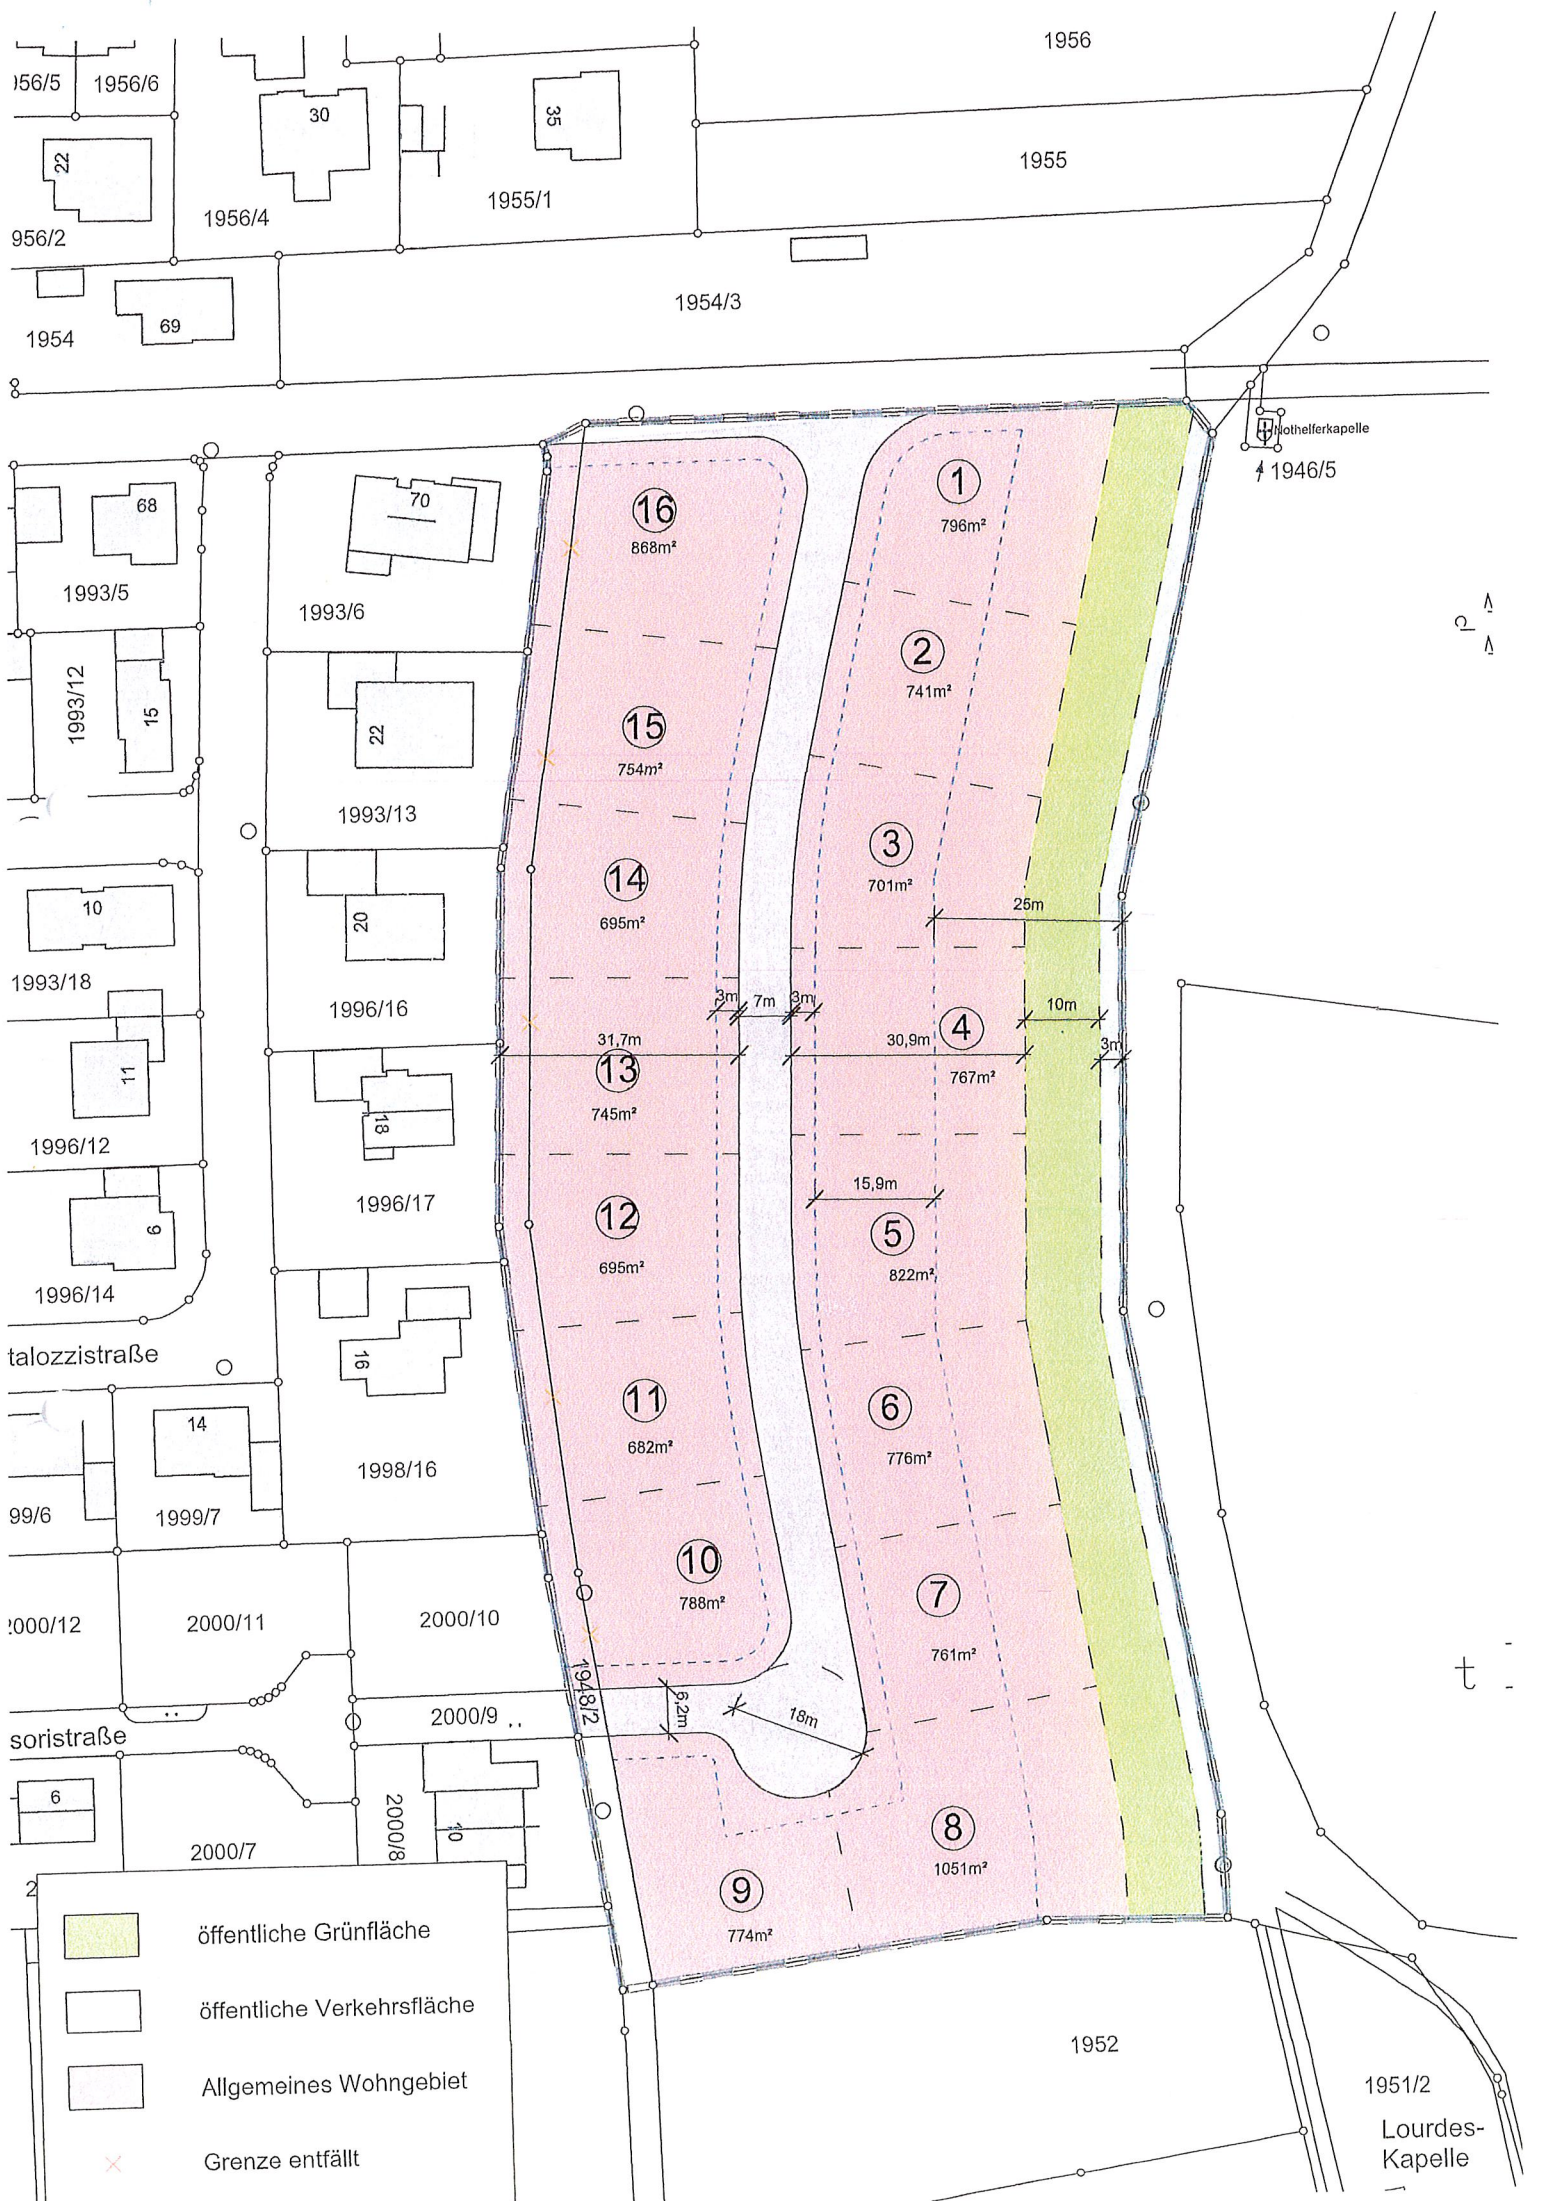 1956
1956/6
30
35
1955
22
1955/1
1956/4
956/2
1954/3
69
1954
Nothelferkapelle
1946/5
1
796m²
16
868m²
70
68
1993/5
1993/6
2
741m²
15
754m²
1993/12
15
22
1993/13
3
701m²
14
695m²
25m
10
20
1993/18
1996/16
3m
7m
3m
4
767m²
10m
31,7m
30,9m
3m
13
745m²
11
18
1996/12
1996/17
15,9m
12
695m²
5
822m²
9
1996/14
talozzistraße
16
11
682m²
6
776m²
14
1998/16
99/6
1999/7
10
788m²
7
761m²
2000/12
2000/11
2000/10
1948/2
t
2000/9
6,2m
18m
soristraße
6
2000/8
10
2000/7
8
1051m²
9
774m²
2
öffentliche Grünfläche
öffentliche Verkehrsfläche
Allgemeines Wohngebiet
Grenze entfällt
1952
1951/2
Lourdes-
Kapelle